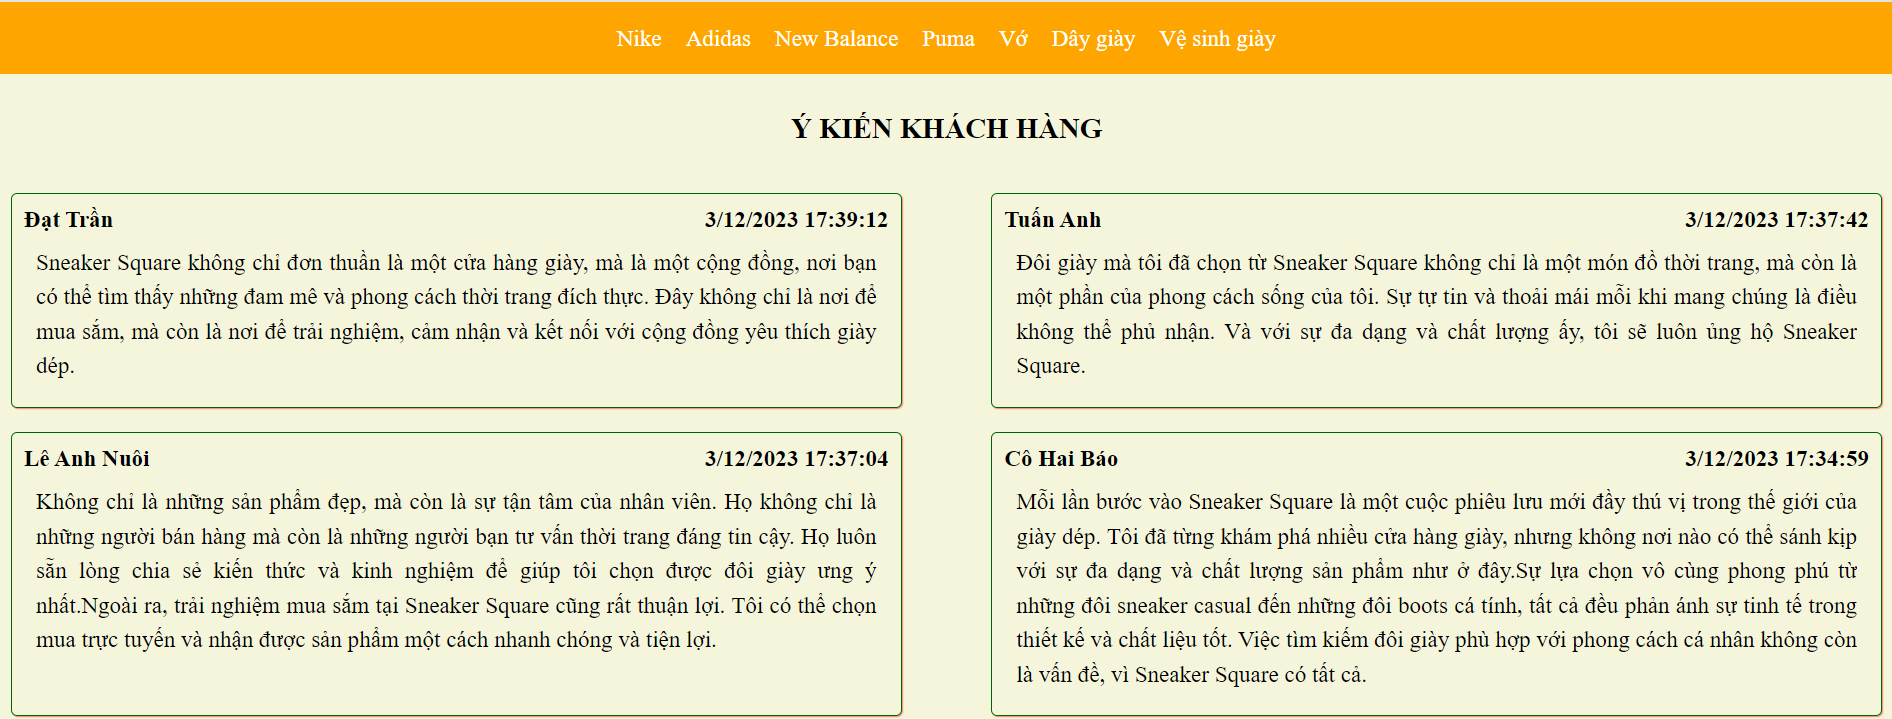 Nike Adidas New Balance Puma Vớ Dây giày Vệ sinh giày
Ý KIẾN KHÁCH HÀNG
Đạt Trần 3/12/2023 17:39:12
Sneaker Square không chỉ đơn thuần là một cửa hàng giày, mà là một cộng đồng, nơi bạn
có thể tìm thấy những đam mê và phong cách thời trang đích thực. Đây không chỉ là nơi để
mua sắm, mà còn là nơi để trải nghiệm, cảm nhận và kết nối với cộng đồng yêu thích giày
dép.
Tuấn Anh 3/12/2023 17:37:42
Đôi giày mà tôi đã chọn từ Sneaker Square không chỉ là một món đồ thời trang, mà còn là
một phần của phong cách sống của tôi. Sự tự tin và thoải mái mỗi khi mang chúng là điều
không thể phủ nhận. Và với sự đa dạng và chất lượng ấy, tôi sẽ luôn ủng hộ Sneaker
Square.
Lê Anh Nuôi 3/12/2023 17:37:04
Không chỉ là những sản phẩm đẹp, mà còn là sự tận tâm của nhân viên. Họ không chỉ là
những người bán hàng mà còn là những người bạn tư vấn thời trang đáng tin cậy. Họ luôn
sẵn lòng chia sẻ kiến thức và kinh nghiệm để giúp tôi chọn được đôi giày ưng ý
nhất.Ngoài ra, trải nghiệm mua sắm tại Sneaker Square cũng rất thuận lợi. Tôi có thể chọn
mua trực tuyến và nhận được sản phẩm một cách nhanh chóng và tiện lợi.
Cô Hai Báo 3/12/2023 17:34:59
Mỗi lần bước vào Sneaker Square là một cuộc phiêu lưu mới đầy thú vị trong thế giới của
giày dép. Tôi đã từng khám phá nhiều cửa hàng giày, nhưng không nơi nào có thể sánh kịp
với sự đa dạng và chất lượng sản phẩm như ở đây.Sự lựa chọn vô cùng phong phú từ
những đôi sneaker casual đến những đôi boots cá tính, tất cả đều phản ánh sự tinh tế trong
thiết kế và chất liệu tốt. Việc tìm kiếm đôi giày phù hợp với phong cách cá nhân không còn
là vấn đề, vì Sneaker Square có tất cả.